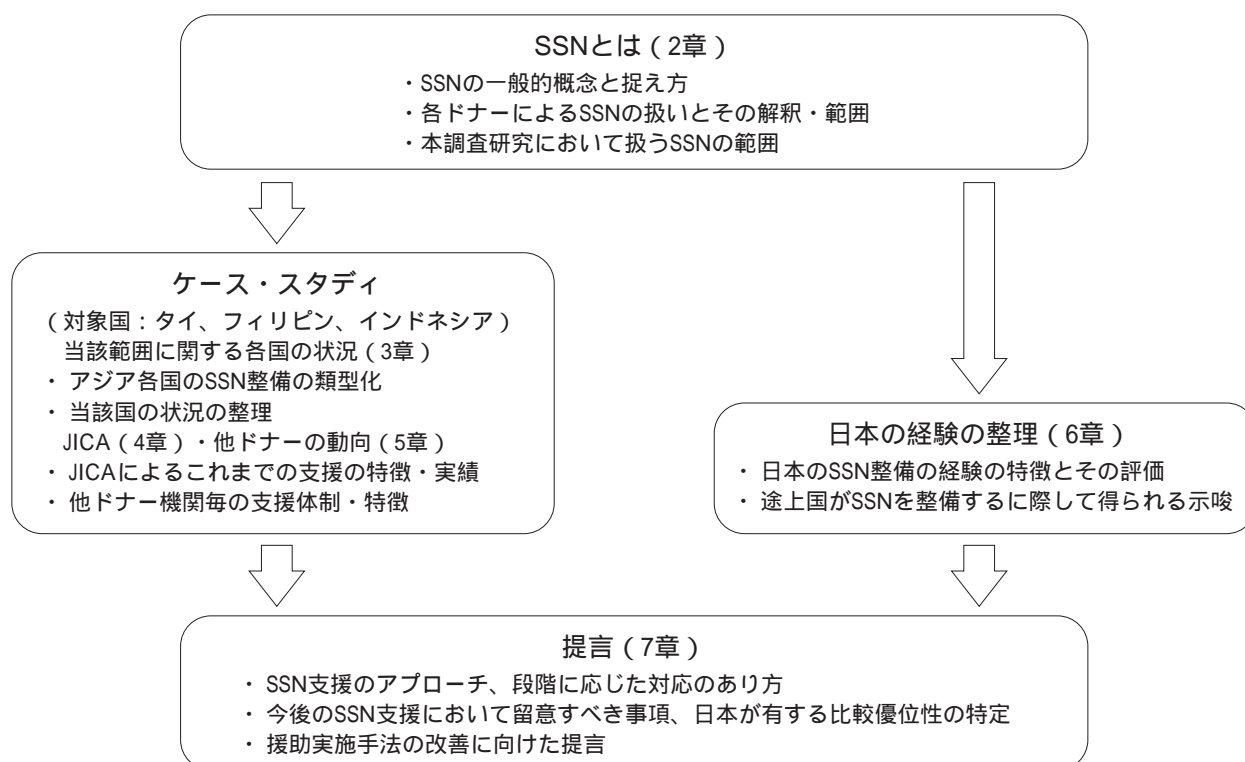 SSNとは（2章）
・SSNの一般的概念と捉え方
・各ドナーによるSSNの扱いとその解釈・範囲
・本調査研究において扱うSSNの範囲
ケース・スタディ
（対象国：タイ、フィリピン、インドネシア）
当該範囲に関する各国の状況（3章）
・ アジア各国のSSN整備の類型化
・ 当該国の状況の整理
JICA（4章）・他ドナーの動向（5章）
・ JICAによるこれまでの支援の特徴・実績
・ 他ドナー機関毎の支援体制・特徴
日本の経験の整理（6章）
・ 日本のSSN整備の経験の特徴とその評価
・ 途上国がSSNを整備するに際して得られる示唆
提言（7章）
・ SSN支援のアプローチ、段階に応じた対応のあり方
・ 今後のSSN支援において留意すべき事項、日本が有する比較優位性の特定
・ 援助実施手法の改善に向けた提言